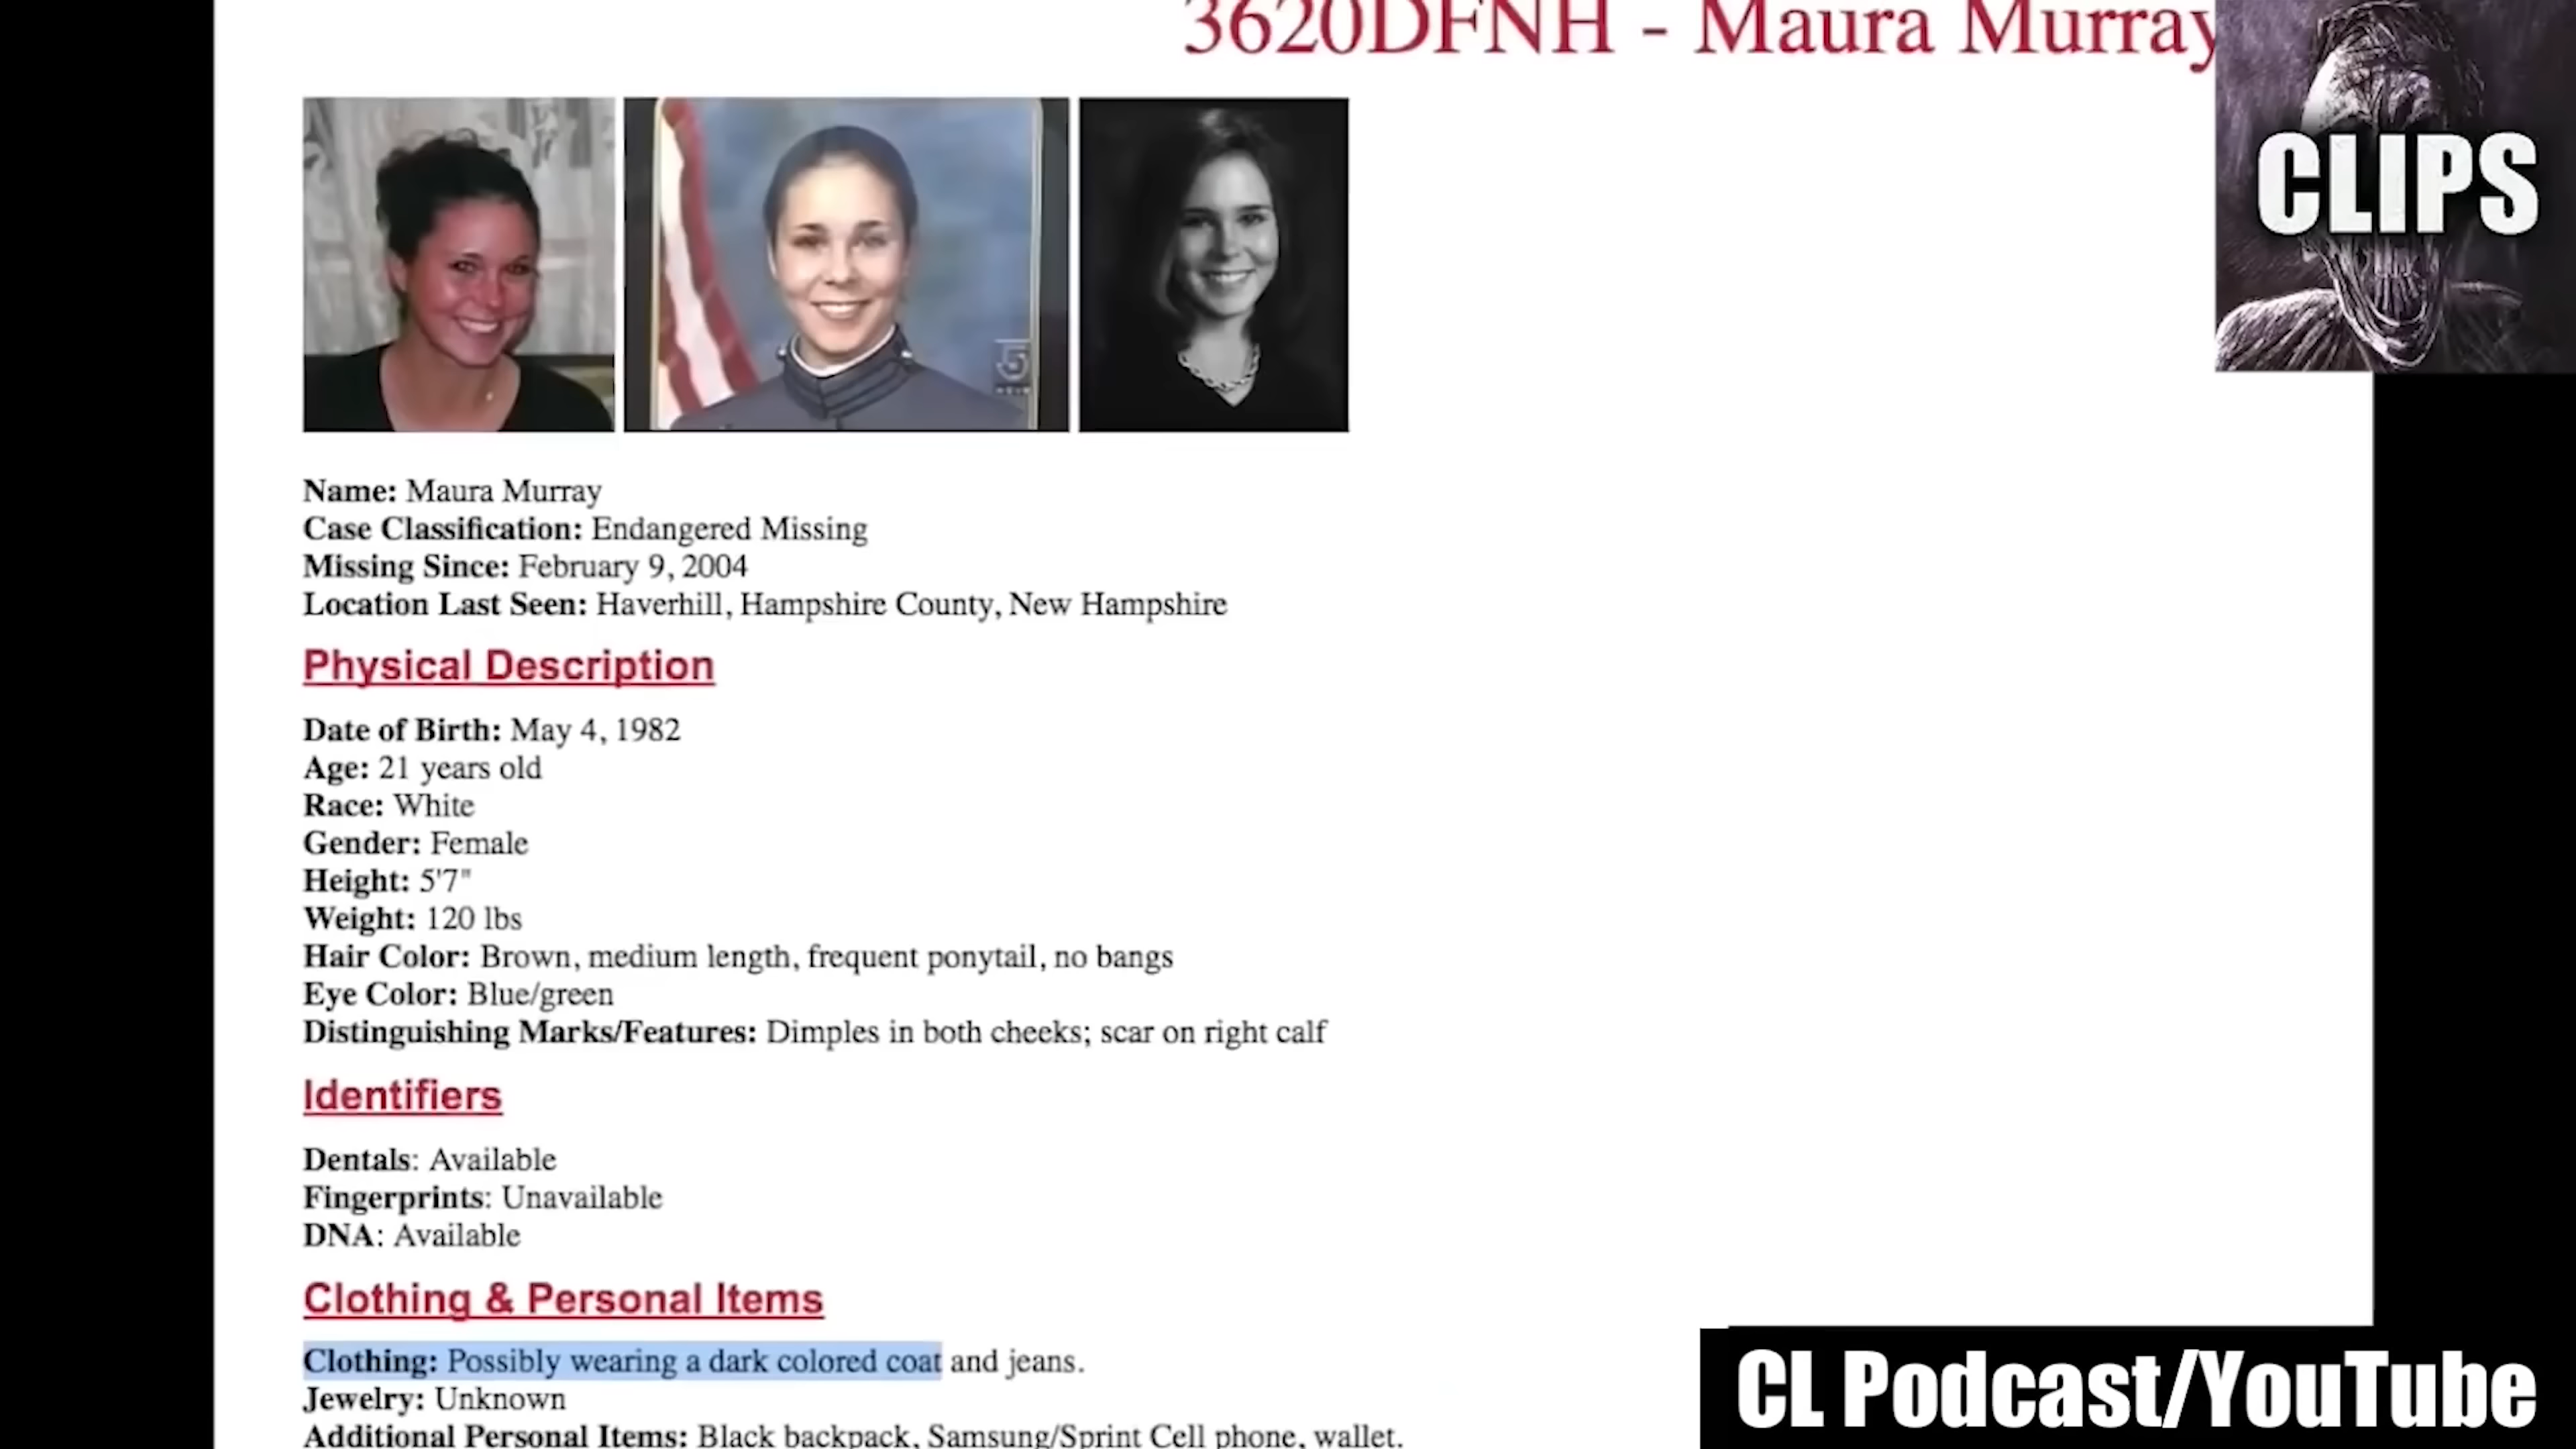 3620DFNH - Maura Murray
CLIPS
5
Name: Maura Murray
Case Classification: Endangered Missing
Missing Since: February 9, 2004
Location Last Seen: Haverhill, Hampshire County, New Hampshire
Physical Description
Date of Birth: May 4, 1982
Age: 21 years old
Race: White
Gender: Female
Height: 5'7"
Weight: 120 lbs
Hair Color: Brown, medium length, frequent ponytail, no bangs
Eye Color: Blue/green
Distinguishing Marks/Features: Dimples in both cheeks; scar on right calf
Identifiers
Dentals: Available
Fingerprints: Unavailable
DNA: Available
Clothing & Personal Items
Clothing: Possibly wearing a dark colored coat and jeans.
Jewelry: Unknown
Additional Personal Items: Black backpack, Samsung/Sprint Cell phone, wallet.
CL Podcast/YouTube